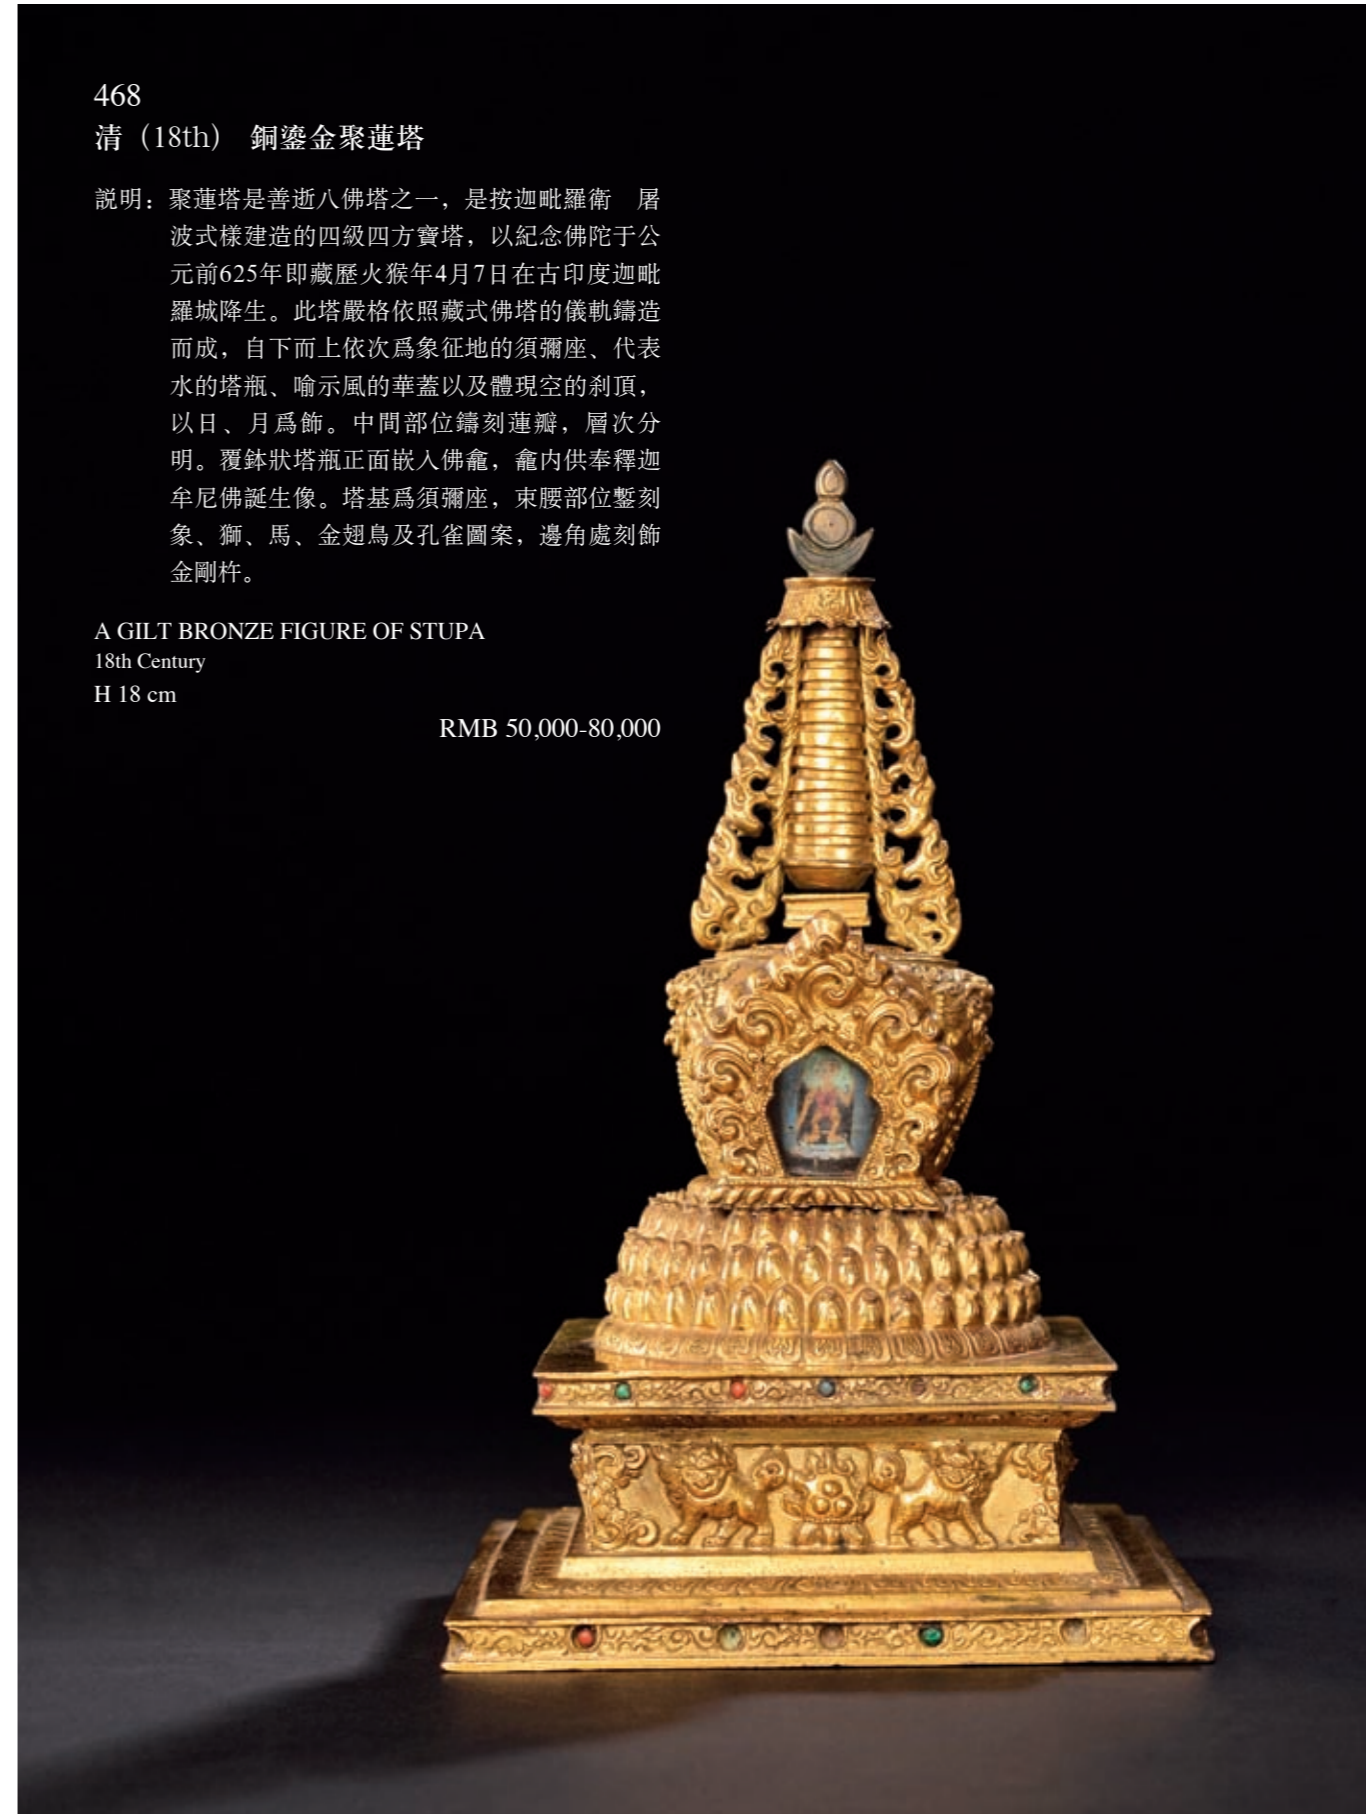 468
清（18th） 銅鎏金聚蓮塔
説明：聚蓮塔是善逝八佛塔之一，是按迦毗羅衛　屠
波式樣建造的四級四方寶塔，以紀念佛陀于公
元前625年即藏歷火猴年4月7日在古印度迦毗
羅城降生。此塔嚴格依照藏式佛塔的儀軌鑄造
而成，自下而上依次爲象征地的須彌座、代表
水的塔瓶、喻示風的華蓋以及體現空的刹頂，
以日、月爲飾。中間部位鑄刻蓮瓣，層次分
明。覆鉢狀塔瓶正面嵌入佛龕，龕内供奉釋迦
牟尼佛誕生像。塔基爲須彌座，束腰部位鏨刻
象、獅、馬、金翅鳥及孔雀圖案，邊角處刻飾
金剛杵。
A GILT BRONZE FIGURE OF STUPA
18th Century
H 18 cm
RMB 50,000-80,000